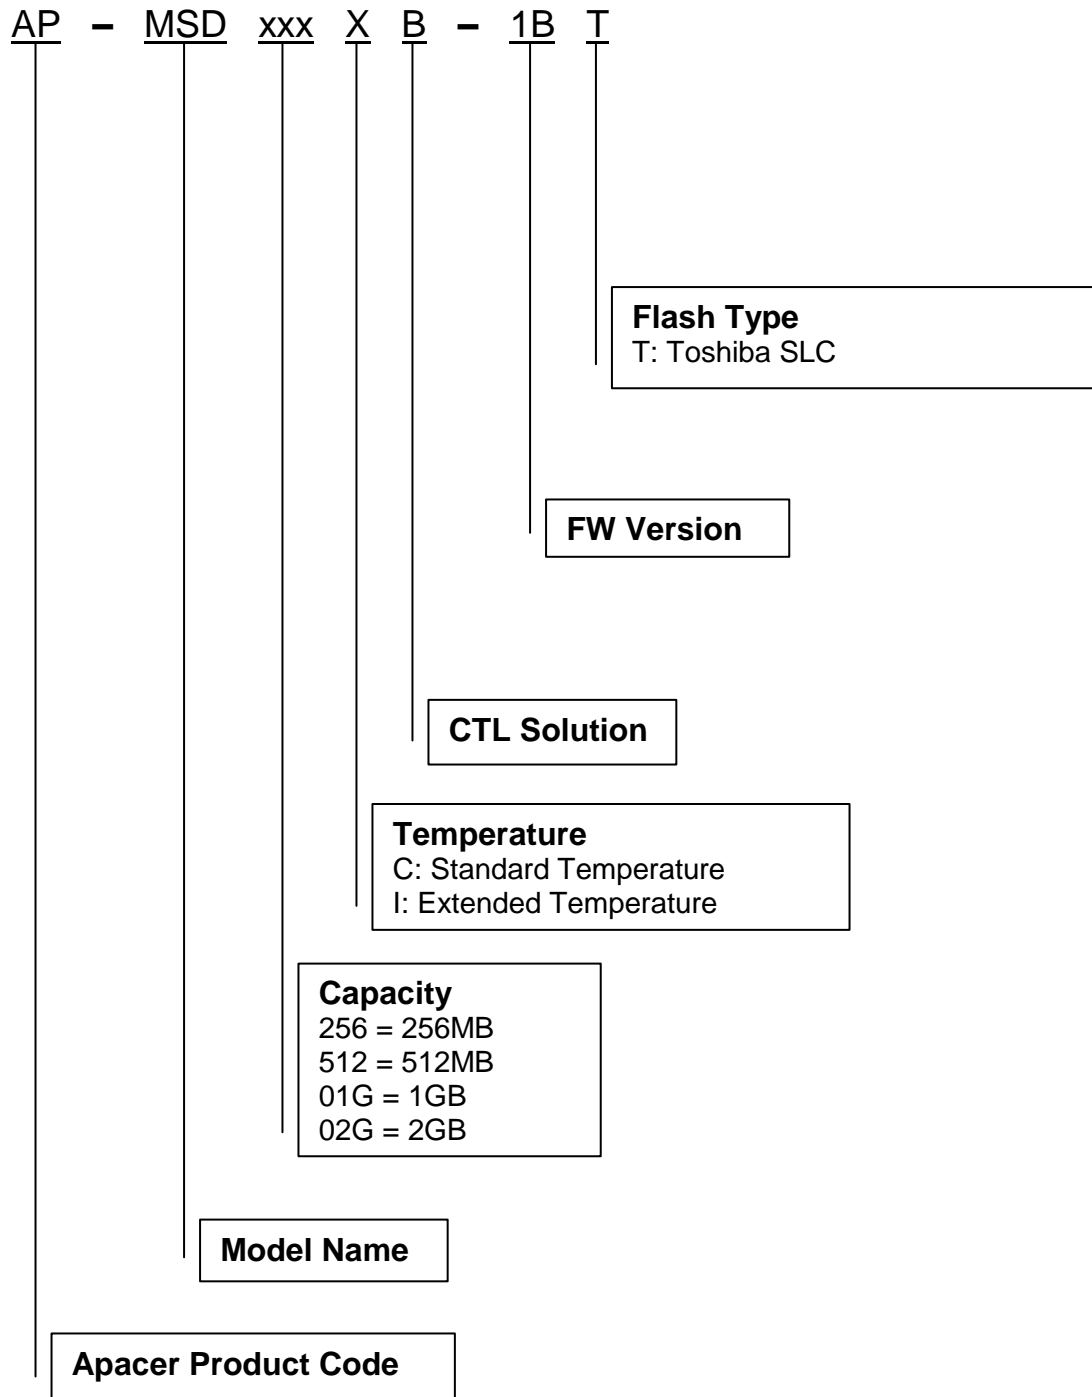 AP – MSD xxx X B – 1B T
Flash Type
T: Toshiba SLC
FW Version
CTL Solution
Temperature
C: Standard Temperature
I: Extended Temperature
Capacity
256 = 256MB
512 = 512MB
01G = 1GB
02G = 2GB
Model Name
Apacer Product Code